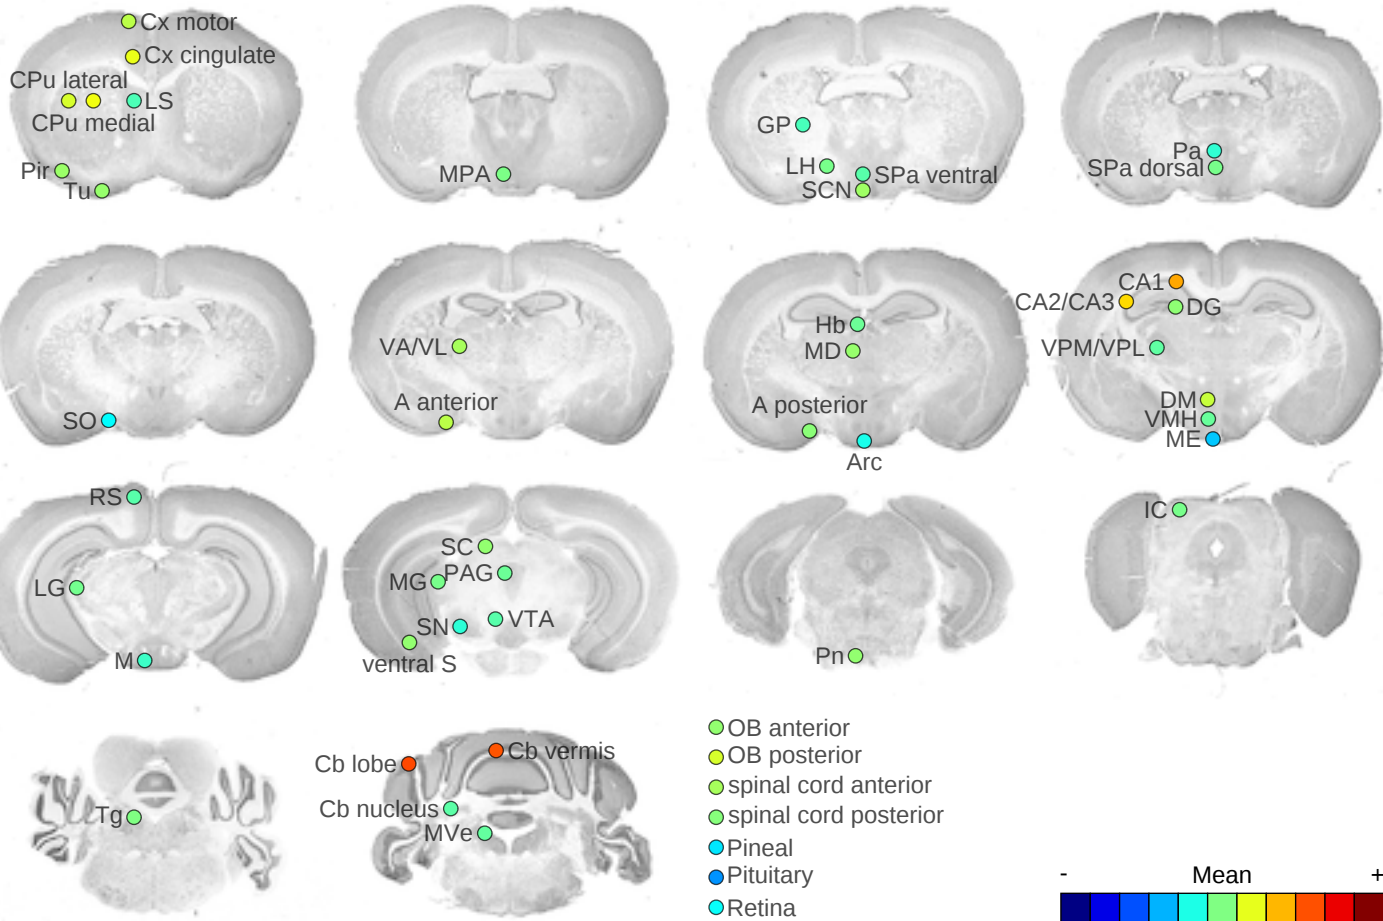 Cx motor
Cx cingulate
CPu lateral
LS
CPu medial
Pir
Tu
MPA
GP
LH
SPa ventral
SCN
Pa
SPa dorsal
SO
VA/VL
A anterior
Hb
MD
A posterior
Arc
CA1
CA2/CA3
DG
VPM/VPL
DM
VMH
ME
RS
LG
M
SC
PAG
MG
SN
VTA
ventral S
Pn
IC
Tg
Cb lobe
Cb vermis
Cb nucleus
MVe
OB anterior
OB posterior
spinal cord anterior
spinal cord posterior
Pineal
Pituitary
Retina
- Mean +